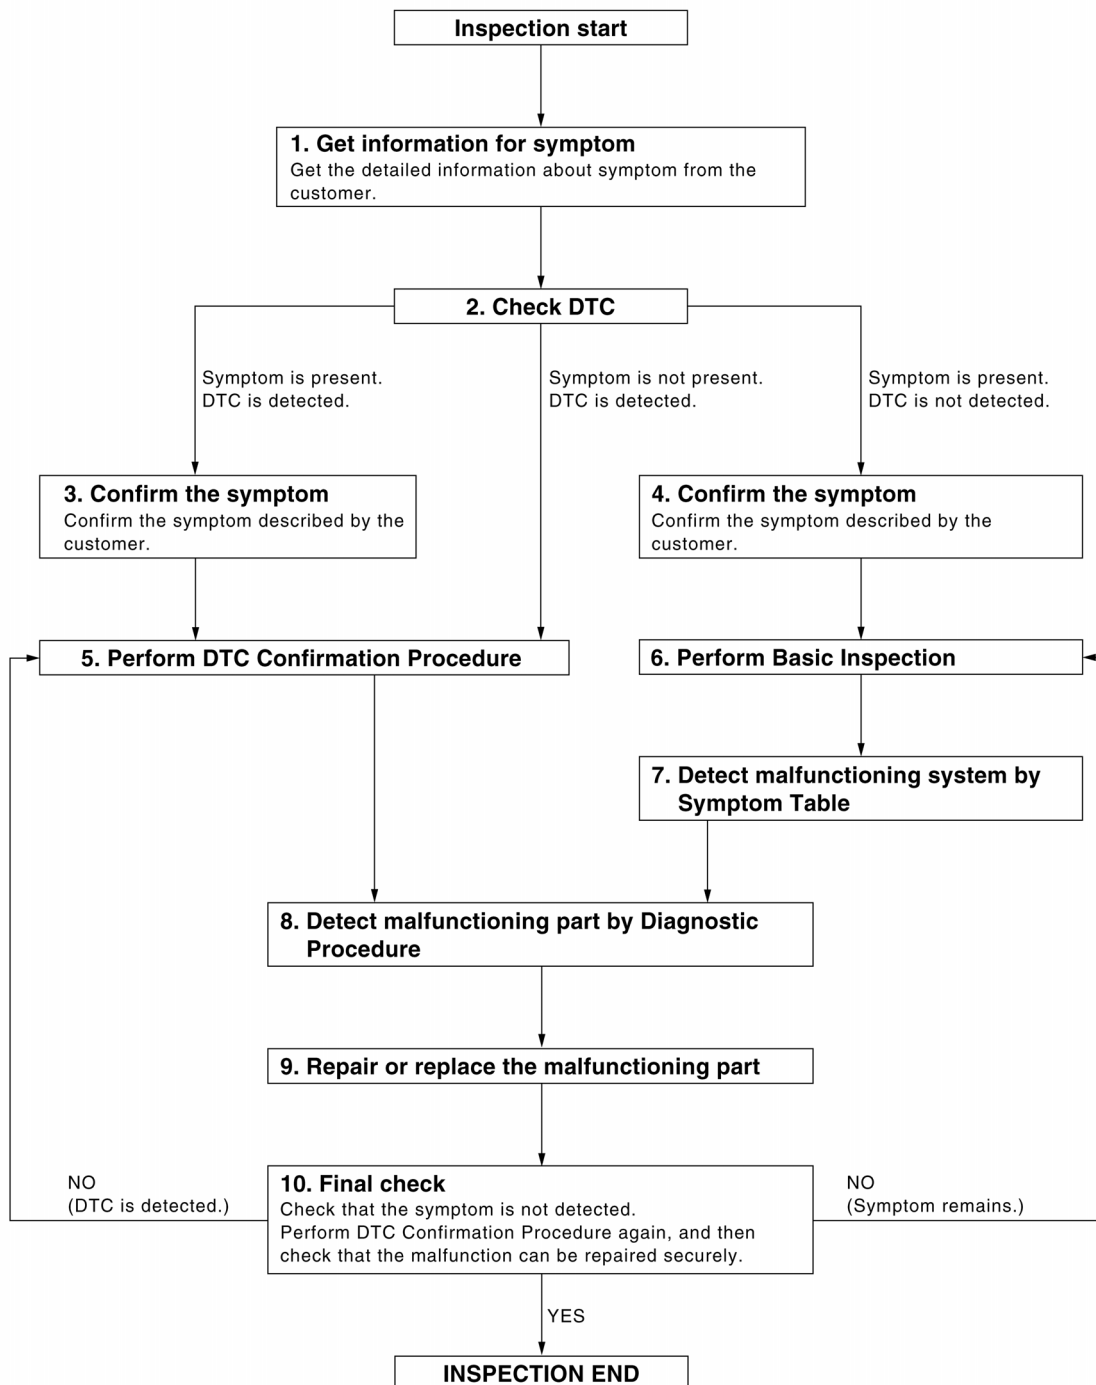 Inspection start
1. Get information for symptom
Get the detailed information about symptom from the
customer.
2. Check DTC
Symptom is present.
DTC is detected.
Symptom is not present.
DTC is detected.
Symptom is present.
DTC is not detected.
3. Confirm the symptom
Confirm the symptom described by the
customer.
4. Confirm the symptom
Confirm the symptom described by the
customer.
5. Perform DTC Confirmation Procedure
6. Perform Basic Inspection
7. Detect malfunctioning system by
Symptom Table
8. Detect malfunctioning part by Diagnostic
Procedure
9. Repair or replace the malfunctioning part
NO
(DTC is detected.)
10. Final check
Check that the symptom is not detected.
Perform DTC Confirmation Procedure again, and then
check that the malfunction can be repaired securely.
NO
(Symptom remains.)
YES
INSPECTION END